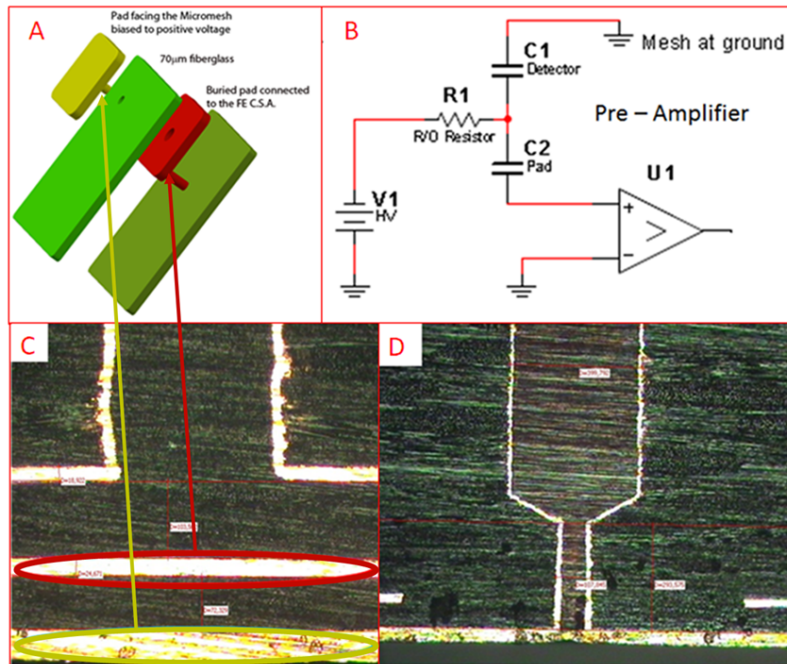 A
Pad facing the Micromesh
biased to positive voltage
70µm fiberglass
Buried pad connected
to the FE C.S.A.
B
C1
Detector
Mesh at ground
R1
R/O Resistor
Pre – Amplifier
C2
Pad
U1
V1
HV
+
−
>
C
D